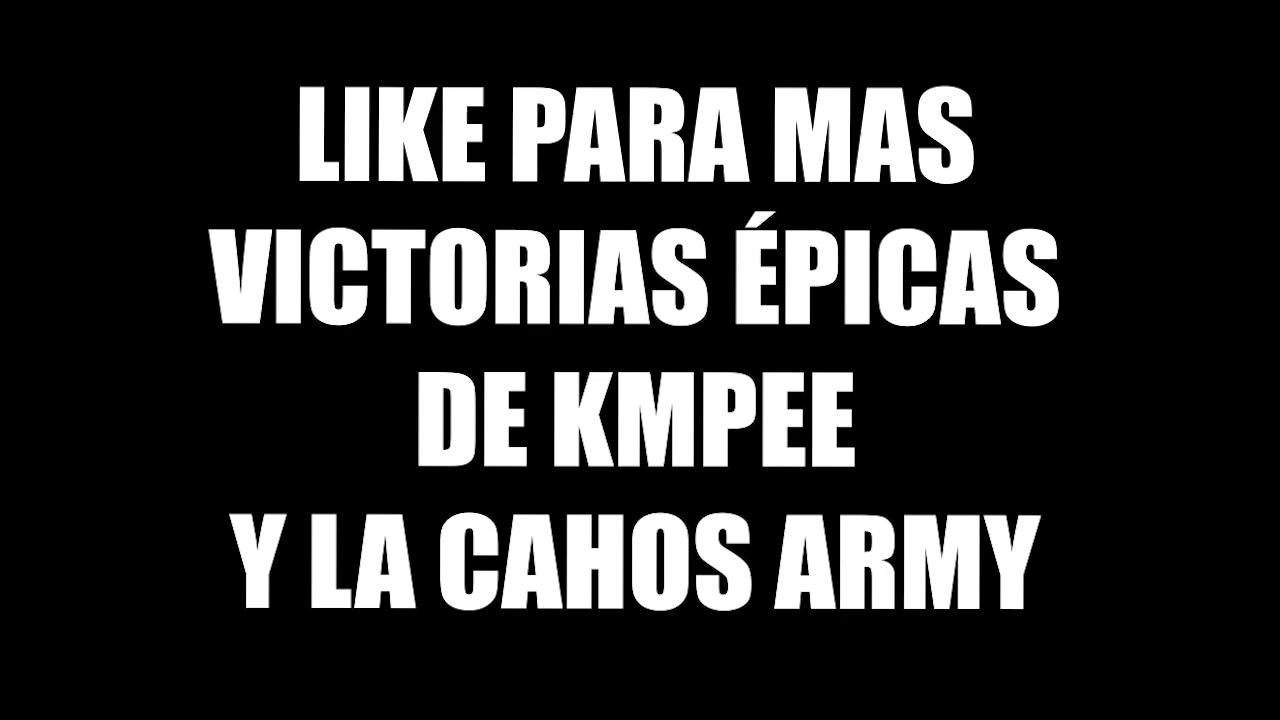 LIKE PARA MAS
VICTORIAS ÉPICAS
DE KMPEE
Y LA CAHOS ARMY